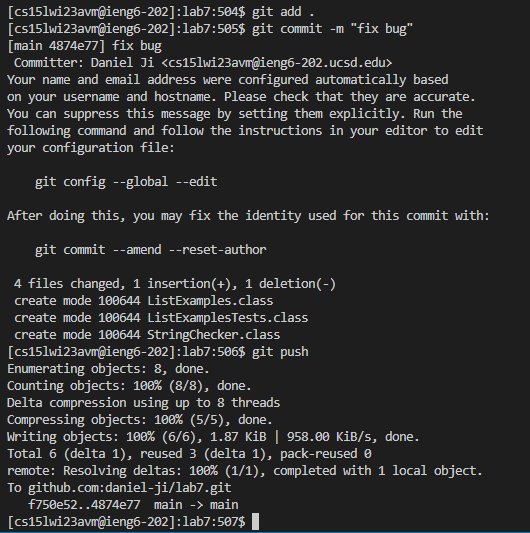 [cs15lwi23avm@ieng6-202]:lab7:504$ git add .
[cs15lwi23avm@ieng6-202]:lab7:505$ git commit -m "fix bug"
[main 4874e77] fix bug
 Committer: Daniel Ji <cs15lwi23avm@ieng6-202.ucsd.edu>
Your name and email address were configured automatically based
on your username and hostname. Please check that they are accurate.
You can suppress this message by setting them explicitly. Run the
following command and follow the instructions in your editor to edit
your configuration file:

    git config --global --edit

After doing this, you may fix the identity used for this commit with:

    git commit --amend --reset-author

 4 files changed, 1 insertion(+), 1 deletion(-)
 create mode 100644 ListExamples.class
 create mode 100644 ListExamplesTests.class
 create mode 100644 StringChecker.class
[cs15lwi23avm@ieng6-202]:lab7:506$ git push
Enumerating objects: 8, done.
Counting objects: 100% (8/8), done.
Delta compression using up to 8 threads
Compressing objects: 100% (5/5), done.
Writing objects: 100% (6/6), 1.87 KiB | 958.00 KiB/s, done.
Total 6 (delta 1), reused 3 (delta 1), pack-reused 0
remote: Resolving deltas: 100% (1/1), completed with 1 local object.
To github.com:daniel-ji/lab7.git
   f750e52..4874e77  main -> main
[cs15lwi23avm@ieng6-202]:lab7:507$